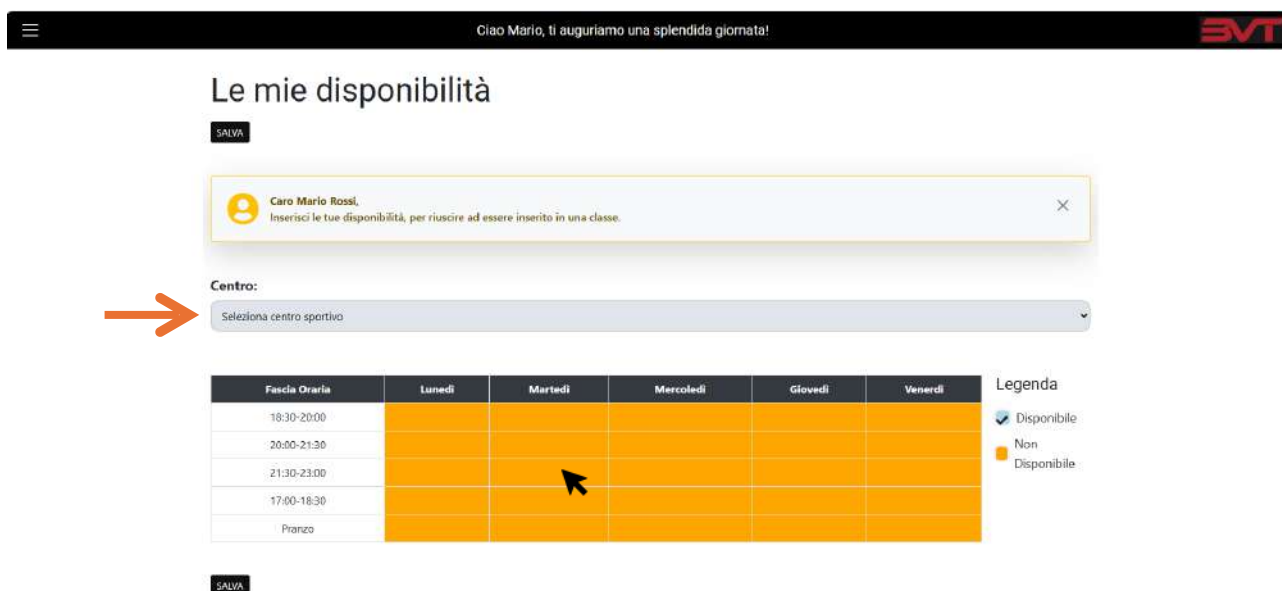 Ciao Mario, ti auguriamo una splendida giornata!
BVT
Le mie disponibilità
SALVA
Caro Mario Rossi,
Inserisci le tue disponibilità, per riuscire ad essere inserito in una classe.
Centro:
Seleziona centro sportivo
Fascia Oraria Lunedì Martedì Mercoledì Giovedì Venerdì
18:30-20:00
20:00-21:30
21:30-23:00
17:00-18:30
Pranzo
Legenda
Disponibile
Non
Disponibile
SALVA